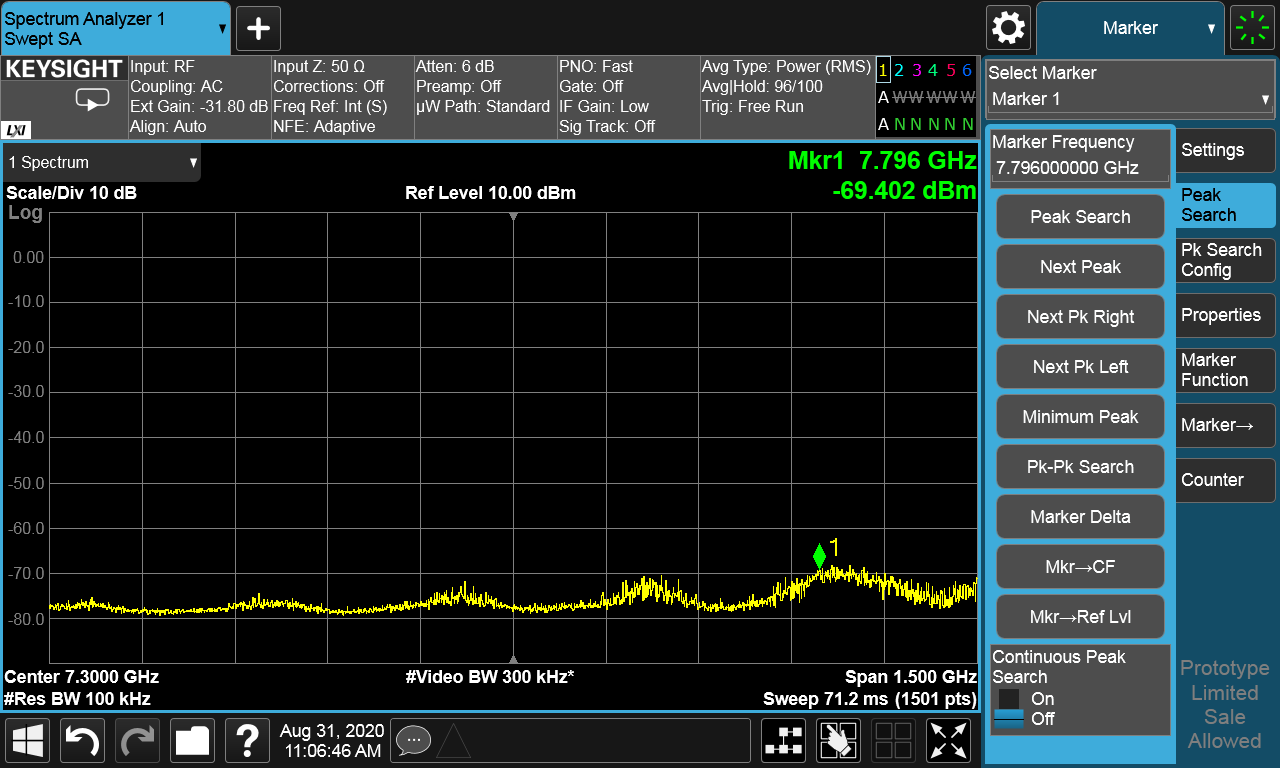 Spectrum Analyzer 1
Swept SA
Marker
KEYSIGHT
LXI
Input: RF
Coupling: AC
Ext Gain: -31.80 dB
Align: Auto
Input Z: 50 Ω
Corrections: Off
Freq Ref: Int (S)
NFE: Adaptive
Atten: 6 dB
Preamp: Off
µW Path: Standard
PNO: Fast
Gate: Off
IF Gain: Low
Sig Track: Off
Avg Type: Power (RMS)
Avg|Hold: 96/100
Trig: Free Run
1 2 3 4 5 6
A W W W W W
A N N N N N
Select Marker
Marker 1
1 Spectrum
Mkr1 7.796 GHz
-69.402 dBm
Scale/Div 10 dB
Ref Level 10.00 dBm
Log
0.00
-10.0
-20.0
-30.0
-40.0
-50.0
-60.0
-70.0
-80.0
1
Center 7.3000 GHz
#Video BW 300 kHz*
Span 1.500 GHz
#Res BW 100 kHz
Sweep 71.2 ms (1501 pts)
Marker Frequency
7.796000000 GHz
Peak Search
Next Peak
Next Pk Right
Next Pk Left
Minimum Peak
Pk-Pk Search
Marker Delta
Mkr→CF
Mkr→Ref Lvl
Continuous Peak
Search
On
Off
Settings
Peak
Search
Pk Search
Config
Properties
Marker
Function
Marker→
Counter
Prototype
Limited
Sale
Allowed
?
Aug 31, 2020
11:06:46 AM